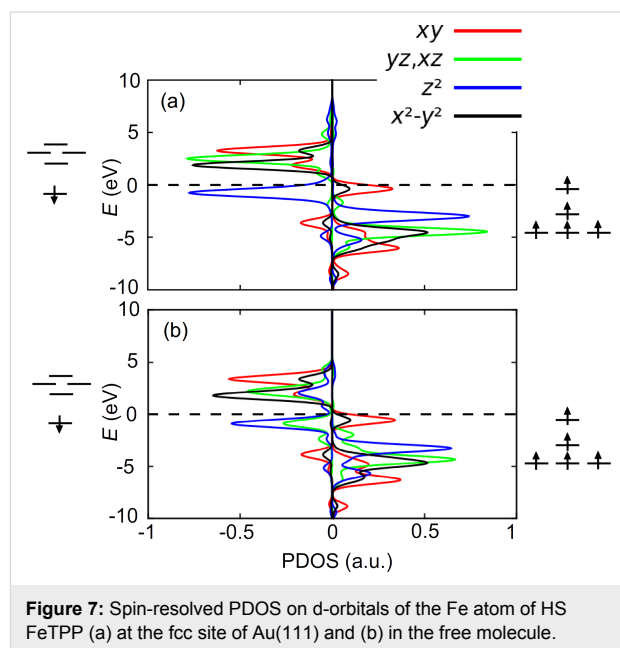 xy
yz,xz
z²
x²-y²
(a)
10
5
0
-5
-10
E (eV)
(b)
10
5
0
-5
-10
E (eV)
-1 -0.5 0 0.5 1
PDOS (a.u.)
Figure 7: Spin-resolved PDOS on d-orbitals of the Fe atom of HS
FeTPP (a) at the fcc site of Au(111) and (b) in the free molecule.